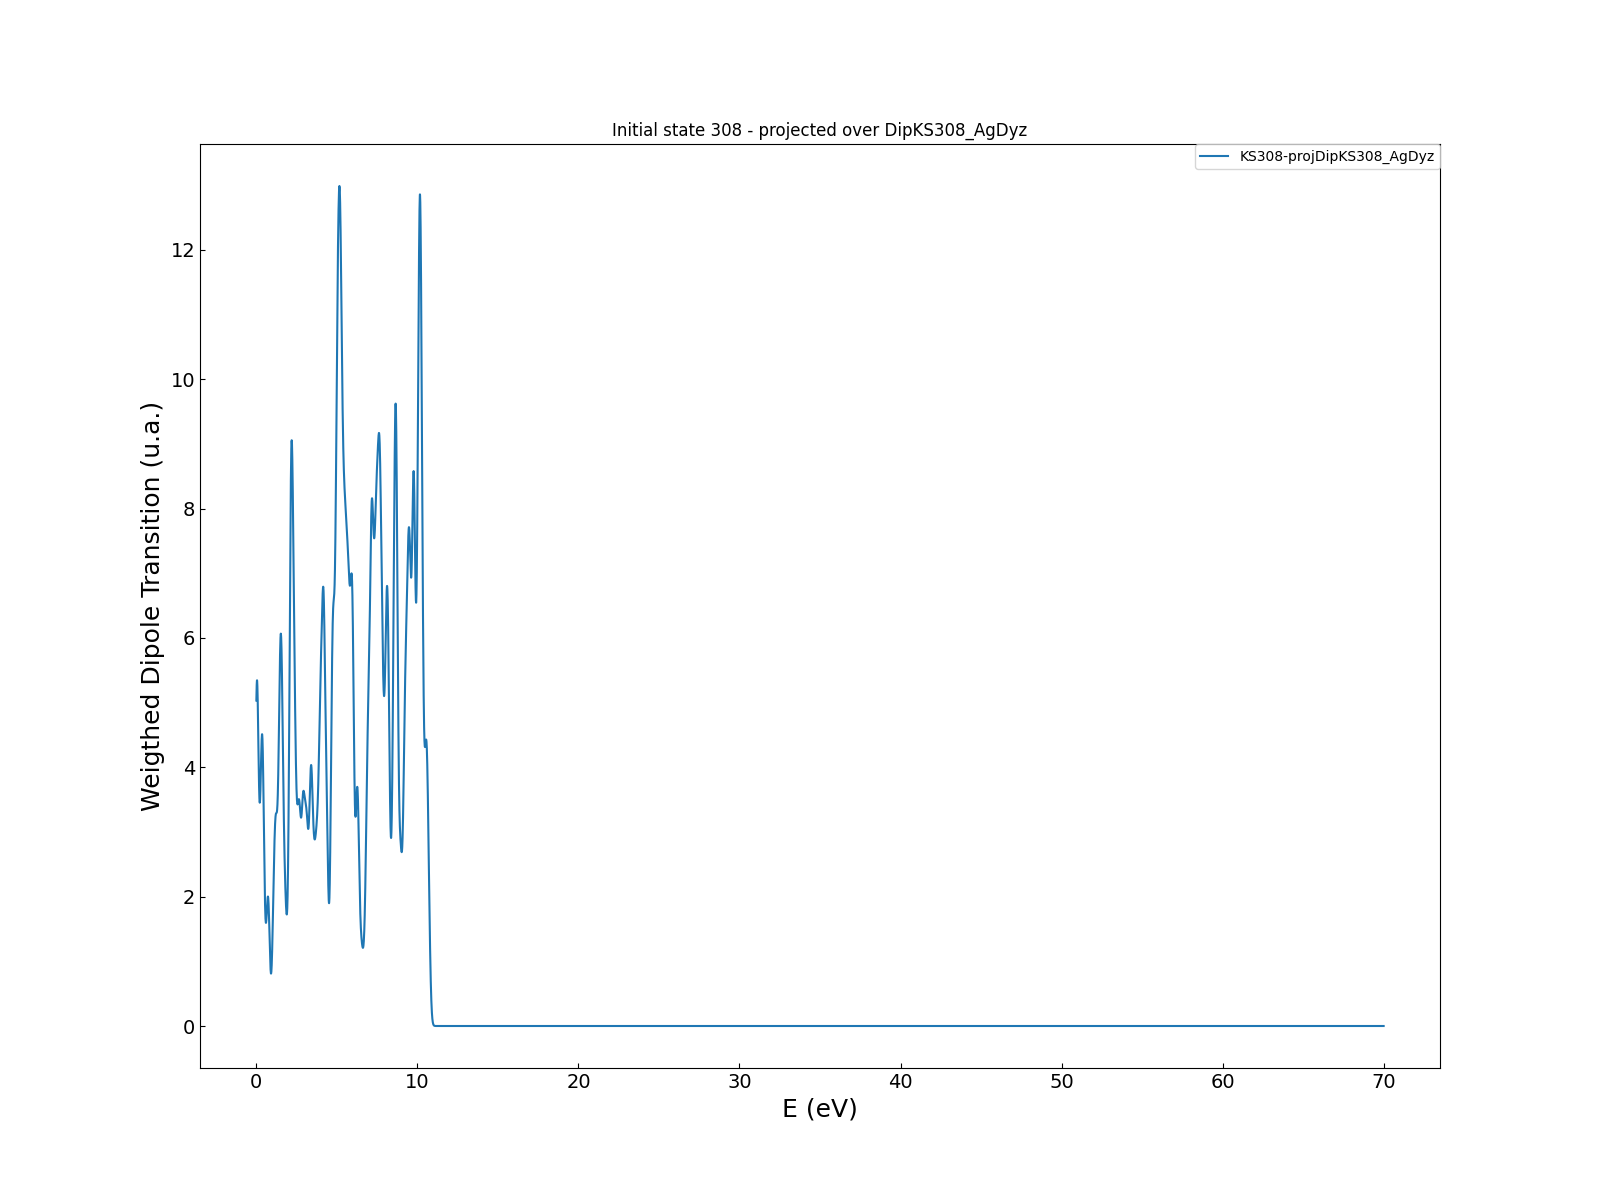 Initial state 308 - projected over DipKS308_AgDyz
KS308-projDipKS308_AgDyz
Weigthed Dipole Transition (u.a.)
12
10
8
6
4
2
0
0 10 20 30 40 50 60 70
E (eV)